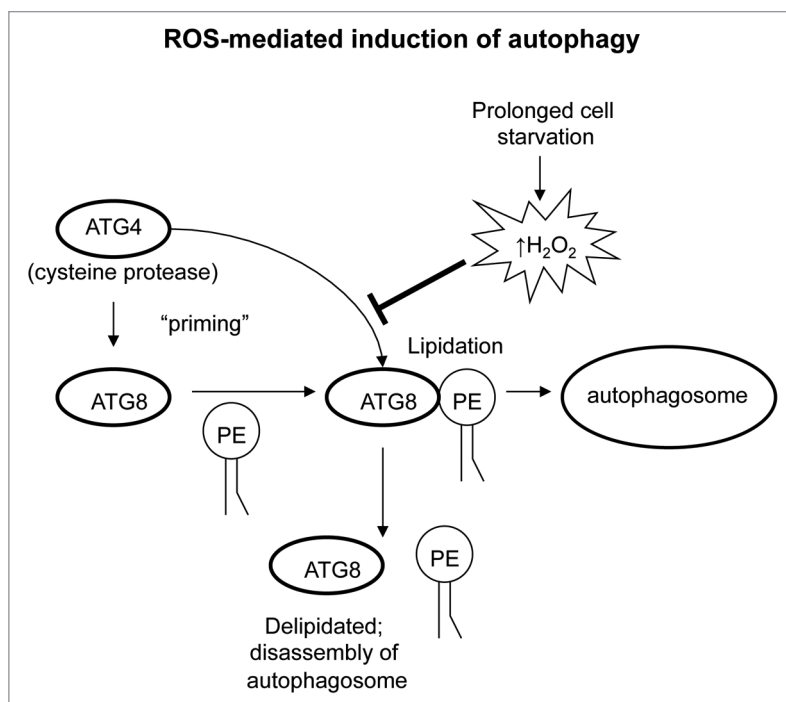 ROS-mediated induction of autophagy
Prolonged cell
starvation
↑H₂O₂
ATG4
(cysteine protease)
“priming”
Lipidation
ATG8
PE
ATG8
PE
autophagosome
ATG8
PE
Delipidated;
disassembly of
autophagosome